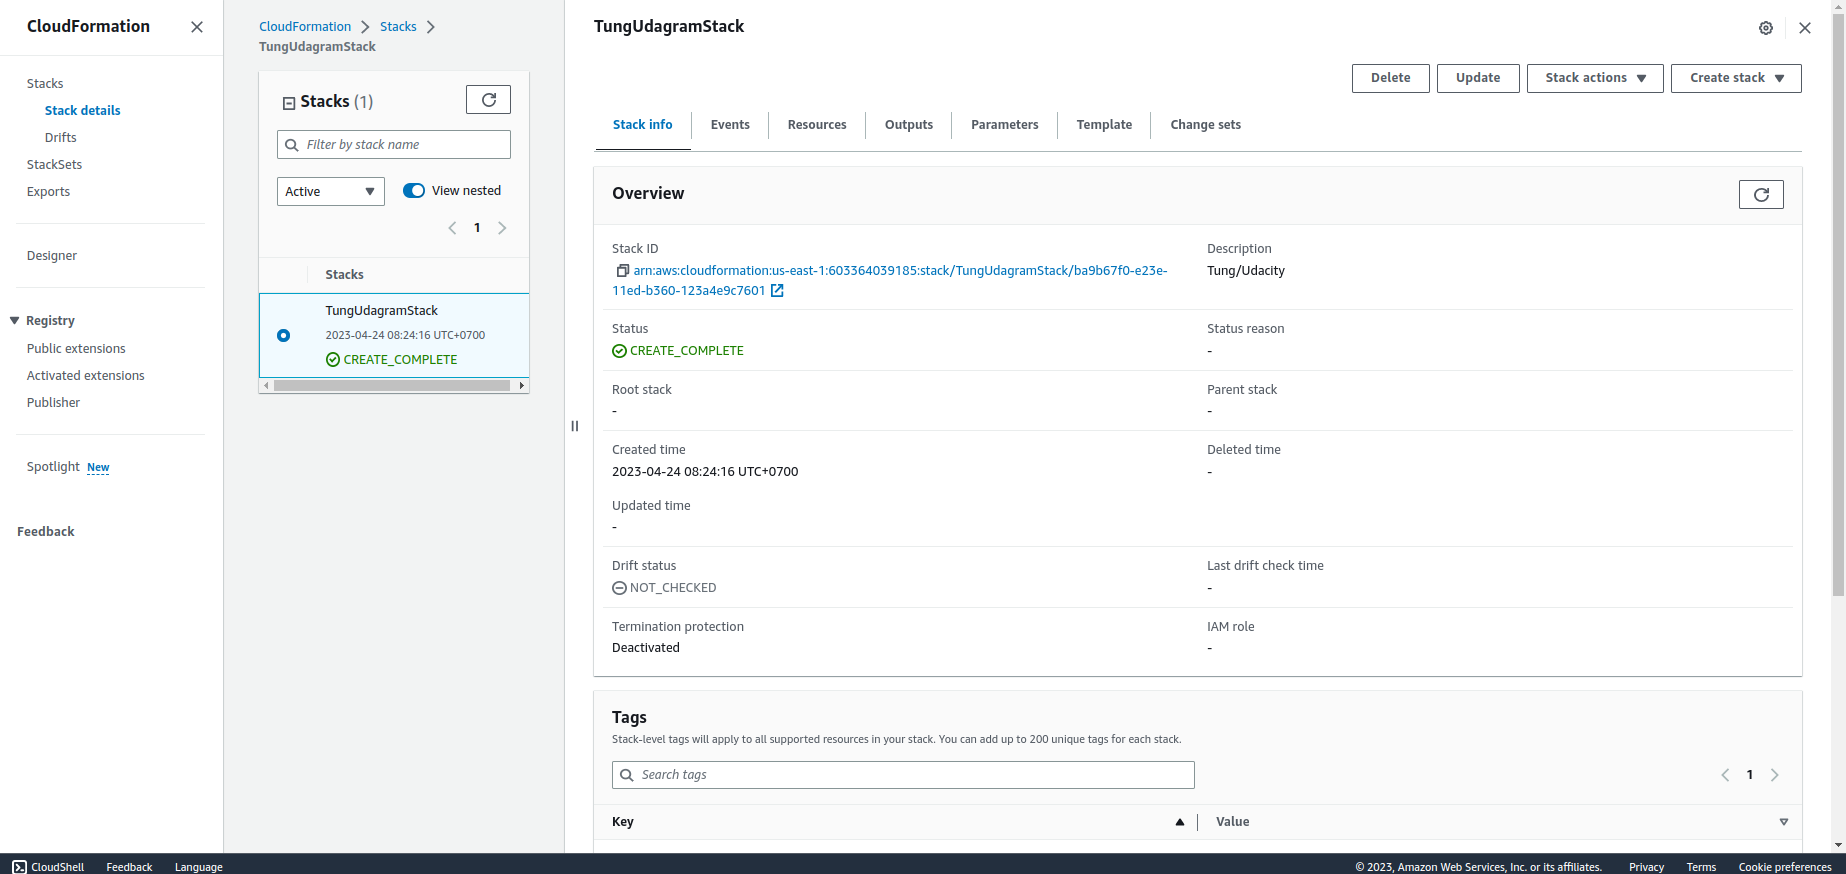 CloudFormation
Stacks
Stack details
Drifts
StackSets
Exports
Designer
Registry
Public extensions
Activated extensions
Publisher
Spotlight New
Feedback
CloudFormation Stacks
TungUdagramStack
Stacks (1)
Filter by stack name
Active View nested
1
Stacks
TungUdagramStack
2023-04-24 08:24:16 UTC+0700
CREATE_COMPLETE
TungUdagramStack
Delete Update Stack actions Create stack
Stack info Events Resources Outputs Parameters Template Change sets
Overview
Stack ID
arn:aws:cloudformation:us-east-1:603364039185:stack/TungUdagramStack/ba9b67f0-e23e-
11ed-b360-123a4e9c7601
Description
Tung/Udacity
Status
CREATE_COMPLETE
Status reason
-
Root stack
-
Parent stack
-
Created time
2023-04-24 08:24:16 UTC+0700
Deleted time
-
Updated time
-
Drift status
NOT_CHECKED
Last drift check time
-
Termination protection
Deactivated
IAM role
-
Tags
Stack-level tags will apply to all supported resources in your stack. You can add up to 200 unique tags for each stack.
Search tags
1
Key Value
CloudShell Feedback Language © 2023, Amazon Web Services, Inc. or its affiliates. Privacy Terms Cookie preferences